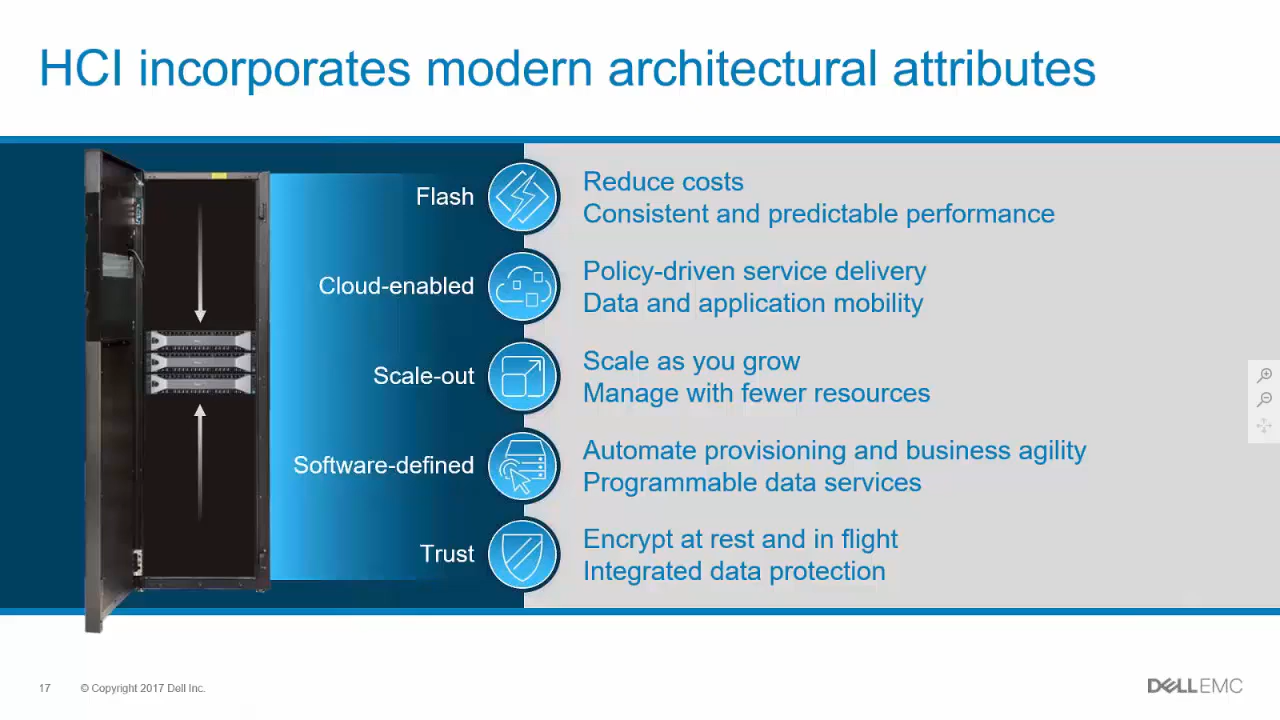 HCI incorporates modern architectural attributes
Flash
Reduce costs
Consistent and predictable performance
Cloud-enabled
Policy-driven service delivery
Data and application mobility
Scale-out
Scale as you grow
Manage with fewer resources
Software-defined
Automate provisioning and business agility
Programmable data services
Trust
Encrypt at rest and in flight
Integrated data protection
17 © Copyright 2017 Dell Inc.
DELLEMC